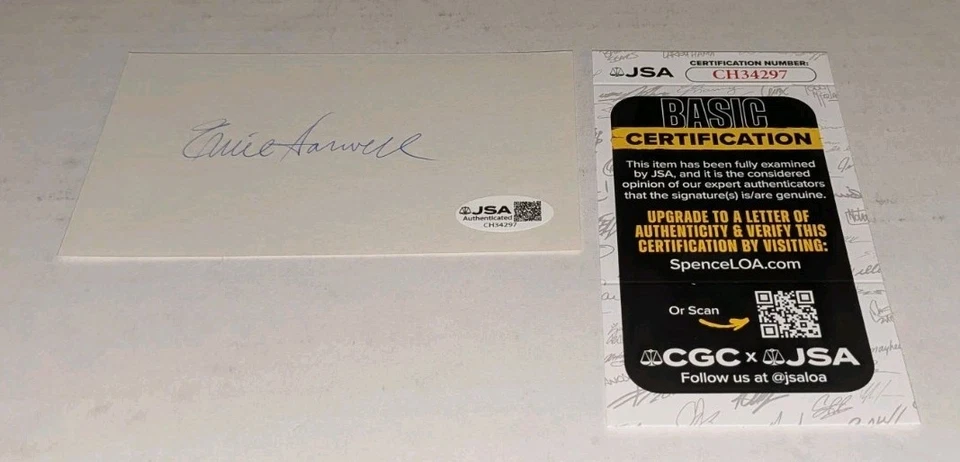 Ernie Harwell
JSA
Authenticated
CH34297
JSA
CERTIFICATION NUMBER:
CH34297
BASIC
CERTIFICATION
This item has been fully examined
by JSA, and it is the considered
opinion of our expert authenticators
that the signature(s) is/are genuine.
UPGRADE TO A LETTER OF
AUTHENTICITY & VERIFY THIS
CERTIFICATION BY VISITING:
SpenceLOA.com
Or Scan
CGC x JSA
Follow us at @jsaloa